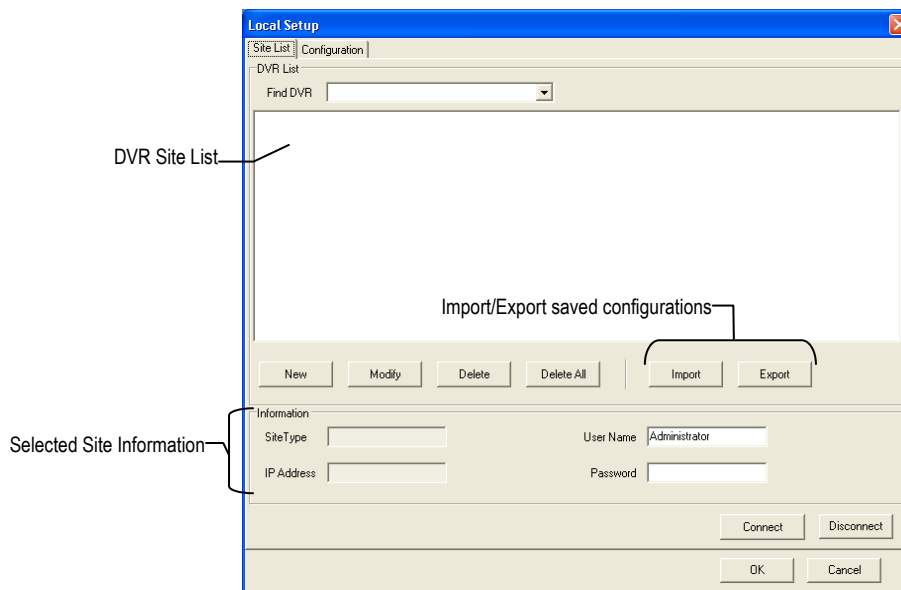 Local Setup
Site List Configuration
DVR List
Find DVR
DVR Site List
Import/Export saved configurations
New Modify Delete Delete All Import Export
Information
Selected Site Information
SiteType User Name Administrator
IP Address Password
Connect Disconnect
OK Cancel